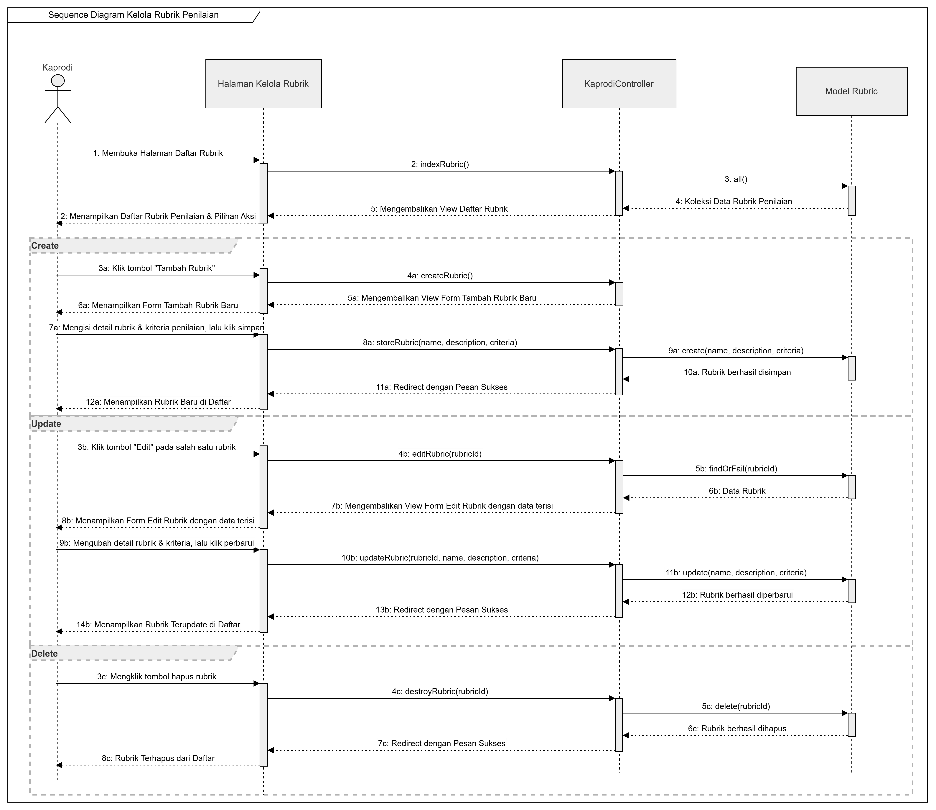 Sequence Diagram Kelola Rubrik Penilaian
Kaprodi
Halaman Kelola Rubrik
KaprodiController
Model Rubric
1. Membuka Halaman Daftar Rubrik
2: indexRubric()
3. all()
4: Koleksi Data Rubrik Penilaian
5: Mengembalikan View Daftar Rubrik
2: Menampilkan Daftar Rubrik Penilaian & Pilihan Aksi
Create
3a: Klik tombol "Tambah Rubrik"
4a: createRubric()
5a: Mengembalikan View Form Tambah Rubrik Baru
6a: Menampilkan Form Tambah Rubrik Baru
7a: Mengisi detail rubrik & kriteria penilaian, lalu klik simpan
8a: storeRubric(name, description, criteria)
9a: create(name, description, criteria)
10a: Rubrik berhasil disimpan
11a: Redirect dengan Pesan Sukses
12a: Menampilkan Rubrik Baru di Daftar
Update
3b: Klik tombol "Edit" pada salah satu rubrik
4b: editRubric(rubricId)
5b: findOrFail(rubricId)
6b: Data Rubrik
7b: Mengembalikan View Form Edit Rubrik dengan data terisi
8b: Menampilkan Form Edit Rubrik dengan data terisi
9b: Mengubah detail rubrik & kriteria, lalu klik perbarui
10b: updateRubric(rubricId, name, description, criteria)
11b: update(name, description, criteria)
12b: Rubrik berhasil diperbarui
13b: Redirect dengan Pesan Sukses
14b: Menampilkan Rubrik Terupdate di Daftar
Delete
3c: Mengklik tombol hapus rubrik
4c: destroyRubric(rubricId)
5c: delete(rubricId)
6c: Rubrik berhasil dihapus
7c: Redirect dengan Pesan Sukses
8c: Rubrik Terhapus dari Daftar